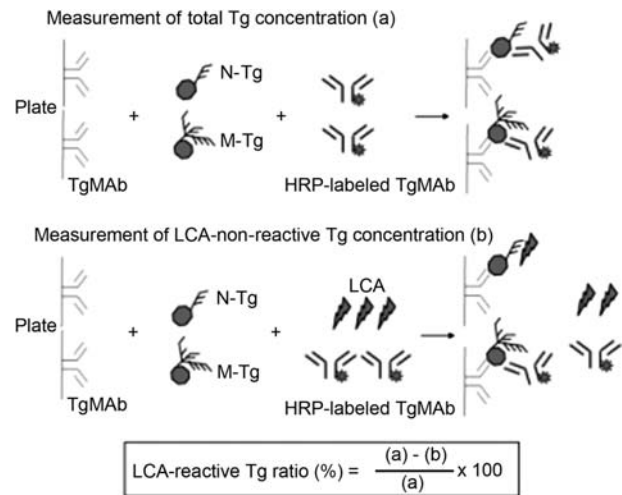 Measurement of total Tg concentration (a)
N-Tg
Plate + + →
M-Tg
TgMAb HRP-labeled TgMAb
Measurement of LCA-non-reactive Tg concentration (b)
LCA
N-Tg
Plate + + →
M-Tg
TgMAb HRP-labeled TgMAb
LCA-reactive Tg ratio (%) = (a) - (b) / (a) x 100